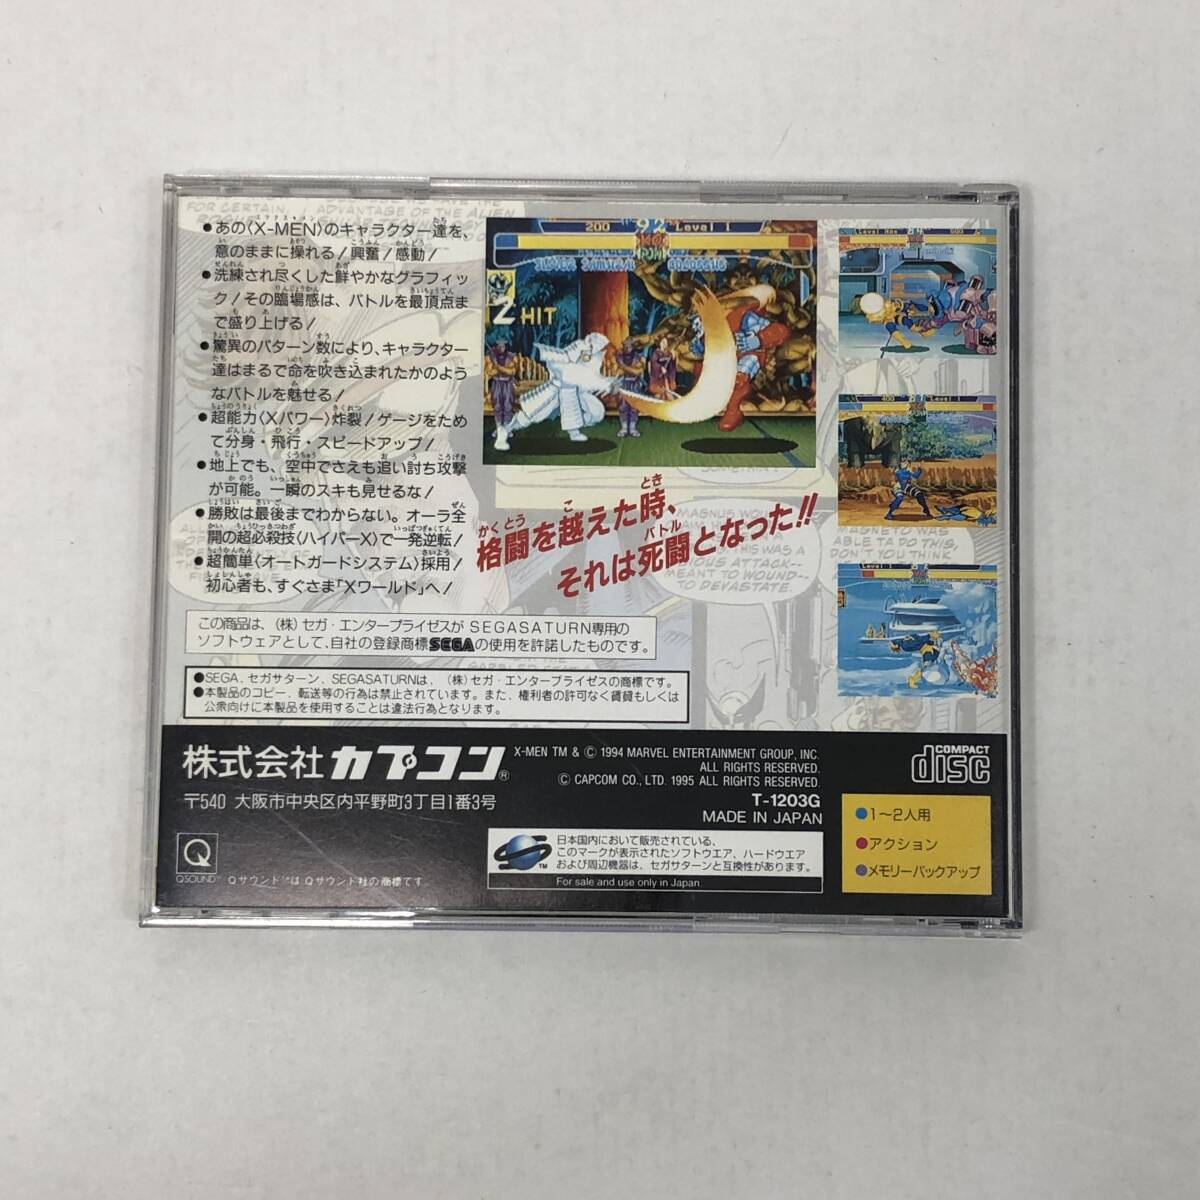 ●あの〈X-MEN〉のキャラクター達を、
意のままに操れる！興奮！感動！
●洗練され尽くした鮮やかなグラフィッ
ク！その臨場感は、バトルを最頂点ま
で盛り上げる！
●驚異のパターン数により、キャラクター
達はまるで命を吹き込まれたかのよう
なバトルを魅せる！
●超能力〈Xパワー〉炸裂！ゲージをため
て分身・飛行・スピードアップ！
●地上でも、空中でさえも追い討ち攻撃
が可能。一瞬のスキも見せるな！
●勝敗は最後までわからない。オーラ全
開の超必殺技〈ハイパーX〉で一発逆転！
●超簡単〈オートガードシステム〉採用！
初心者も、すぐさま「Xワールド」へ！
200 92 Level 1
SILVER SAMURAI COLOSSUS
2 HIT
格闘を越えた時、
それは死闘となった!!
この商品は、(株)セガ・エンタープライゼスが SEGASATURN専用の
ソフトウェアとして、自社の登録商標SEGAの使用を許諾したものです。
●SEGA、セガサターン、SEGASATURNは、(株)セガ・エンタープライゼスの商標です。
●本製品のコピー、転送等の行為は禁止されています。また、権利者の許可なく賃貸もしくは
公衆向けに本製品を使用することは違法行為となります。
株式会社カプコン®
〒540 大阪市中央区内平野町3丁目1番3号
X-MEN TM & © 1994 MARVEL ENTERTAINMENT GROUP, INC.
ALL RIGHTS RESERVED.
© CAPCOM CO., LTD. 1995 ALL RIGHTS RESERVED.
T-1203G
MADE IN JAPAN
COMPACT
disc
Q
QSOUND™ Qサウンド™はQサウンド社の商標です
日本国内において販売されている、
このマークが表示されたソフトウエア、ハードウエア
および周辺機器は、セガサターンと互換性があります。
For sale and use only in Japan.
●1～2人用
●アクション
●メモリーバックアップ